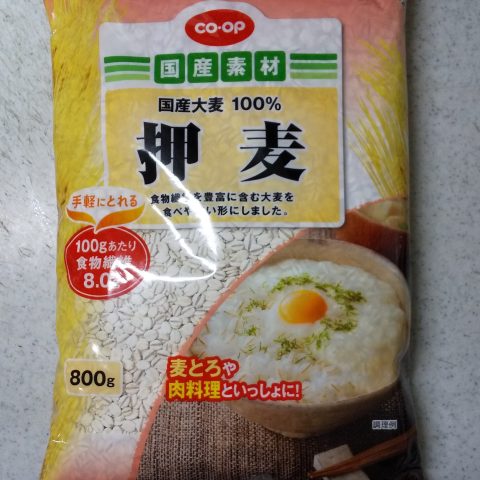 CO·OP
国産素材
国産大麦 100%
押麦
食物繊維を豊富に含む大麦を
食べやすい形にしました。
手軽にとれる
100gあたり
食物繊維
8.0
麦とろや
肉料理といっしょに!
800g
調理例